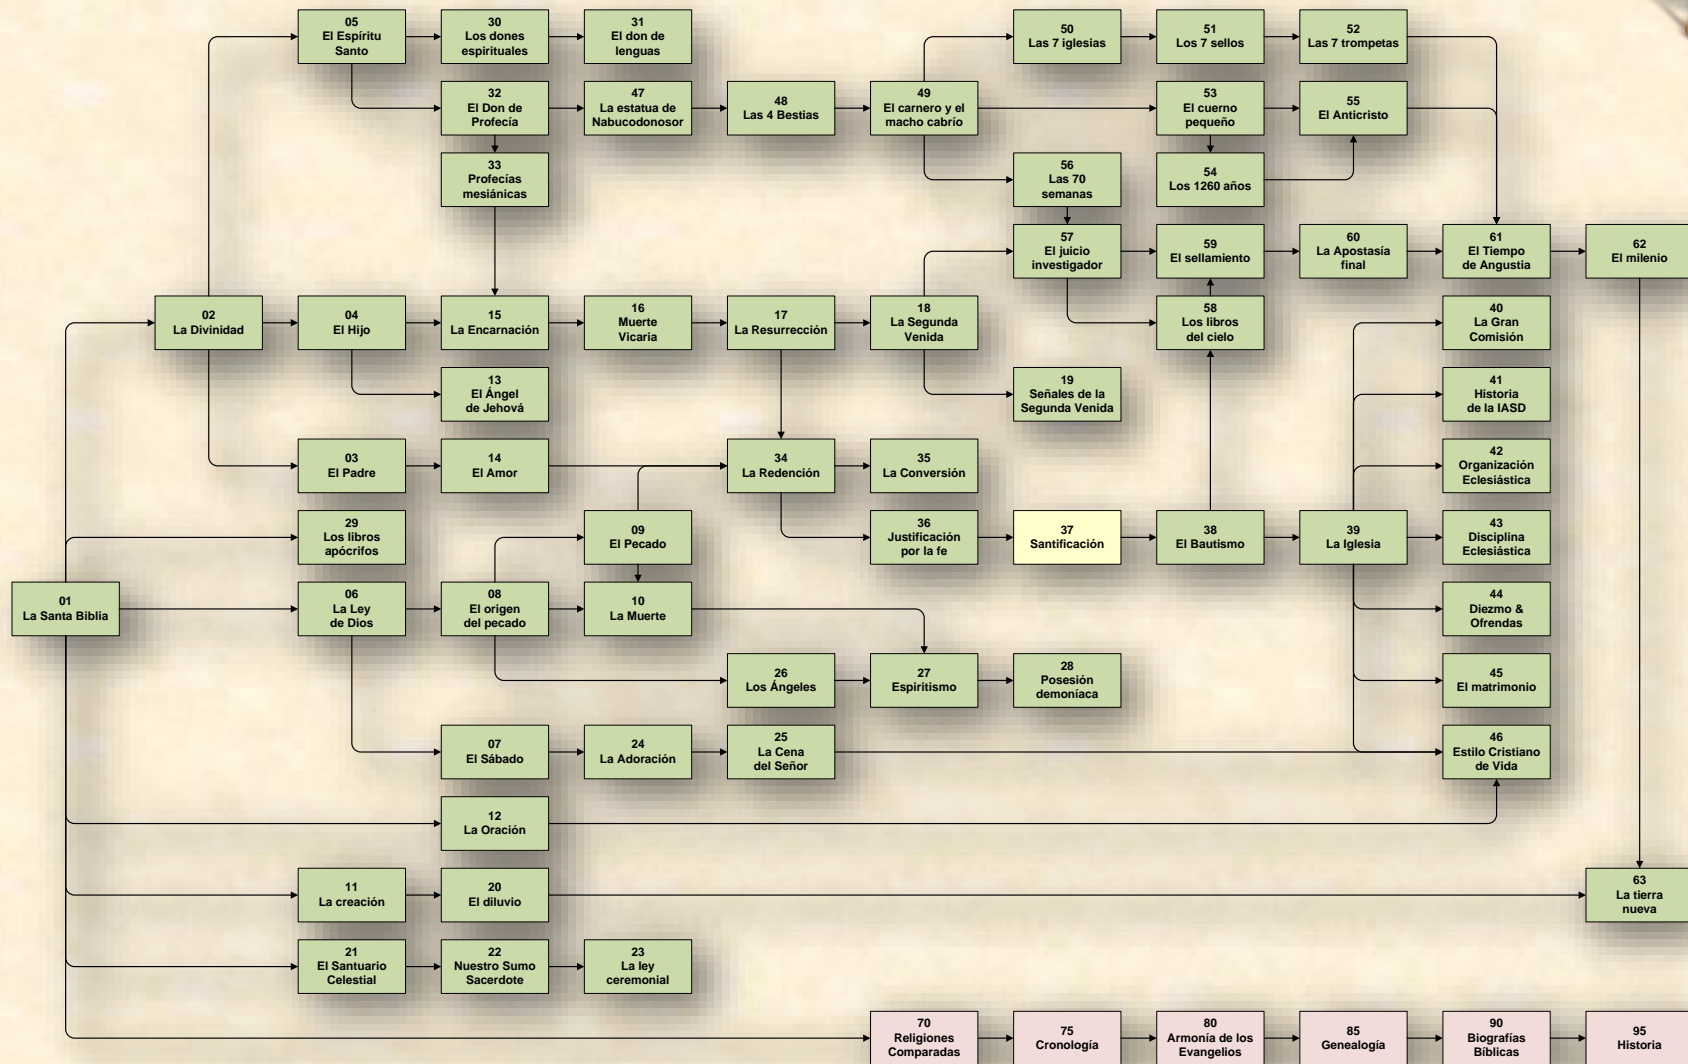 05
El Espíritu
Santo
30
Los dones
espirituales
31
El don de
lenguas
50
Las 7 iglesias
51
Los 7 sellos
52
Las 7 trompetas
32
El Don de
Profecía
47
La estatua de
Nabucodonosor
48
Las 4 Bestias
49
El carnero y el
macho cabrío
53
El cuerno
pequeño
55
El Anticristo
33
Profecías
mesiánicas
56
Las 70
semanas
54
Los 1260 años
57
El juicio
investigador
59
El sellamiento
60
La Apostasía
final
61
El Tiempo
de Angustia
62
El milenio
02
La Divinidad
04
El Hijo
15
La Encarnación
16
Muerte
Vicaria
17
La Resurrección
18
La Segunda
Venida
58
Los libros
del cielo
40
La Gran
Comisión
13
El Ángel
de Jehová
19
Señales de la
Segunda Venida
41
Historia
de la IASD
03
El Padre
14
El Amor
34
La Redención
35
La Conversión
42
Organización
Eclesiástica
29
Los libros
apócrifos
09
El Pecado
36
Justificación
por la fe
37
Santificación
38
El Bautismo
39
La Iglesia
43
Disciplina
Eclesiástica
01
La Santa Biblia
06
La Ley
de Dios
08
El origen
del pecado
10
La Muerte
44
Diezmo &
Ofrendas
26
Los Ángeles
27
Espiritismo
28
Posesión
demoníaca
45
El matrimonio
07
El Sábado
24
La Adoración
25
La Cena
del Señor
46
Estilo Cristiano
de Vida
12
La Oración
11
La creación
20
El diluvio
63
La tierra
nueva
21
El Santuario
Celestial
22
Nuestro Sumo
Sacerdote
23
La ley
ceremonial
70
Religiones
Comparadas
75
Cronología
80
Armonía de los
Evangelios
85
Genealogía
90
Biografías
Bíblicas
95
Historia